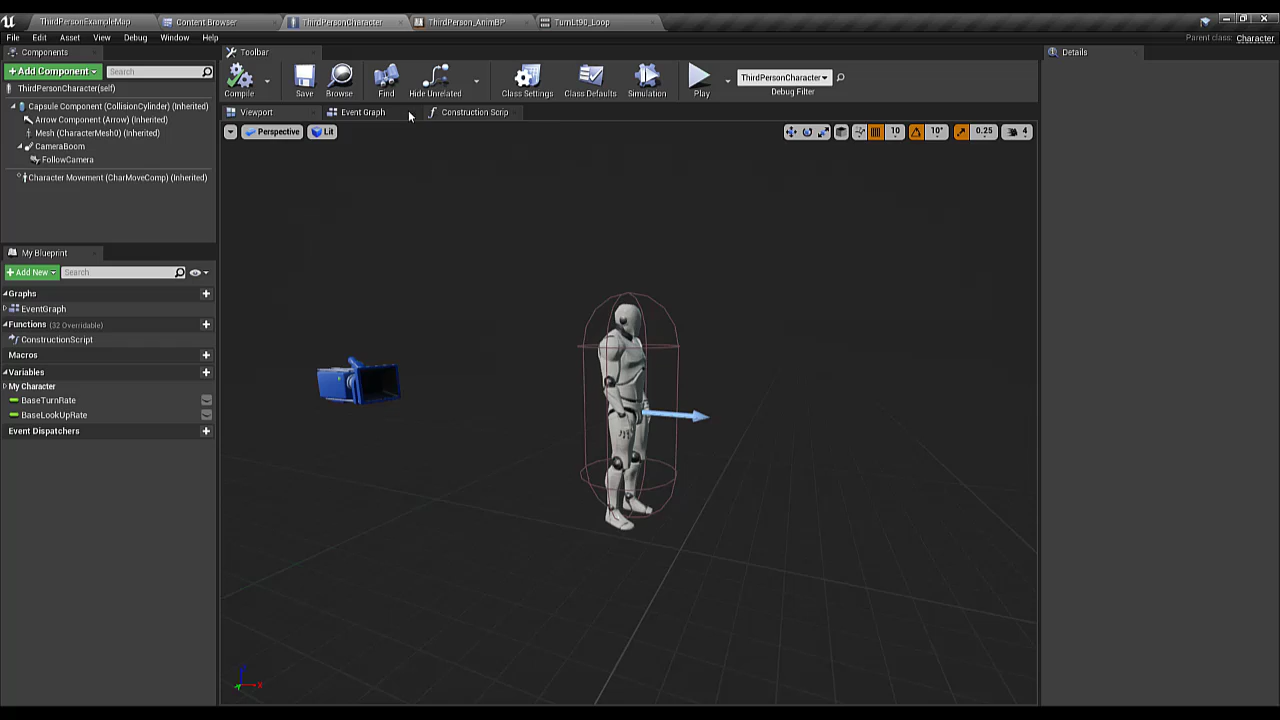 ThirdPersonExampleMap
Content Browser
ThirdPersonCharacter
ThirdPerson_AnimBP
TurnLt90_Loop
File Edit Asset View Debug Window Help
Parent class: Character
Components
Toolbar
Details
+Add Component
Search
ThirdPersonCharacter(self)
Capsule Component (CollisionCylinder) (Inherited)
Arrow Component (Arrow) (Inherited)
Mesh (CharacterMesh0) (Inherited)
CameraBoom
FollowCamera
Character Movement (CharMoveComp) (Inherited)
Compile
Save
Browse
Find
Hide Unrelated
Class Settings
Class Defaults
Simulation
Play
ThirdPersonCharacter
Debug Filter
Viewport
Event Graph
Construction Scrip
Perspective
Lit
10
10°
0.25
4
My Blueprint
+Add New
Search
Graphs
EventGraph
Functions (32 Overridable)
ConstructionScript
Macros
Variables
My Character
BaseTurnRate
BaseLookUpRate
Event Dispatchers
X